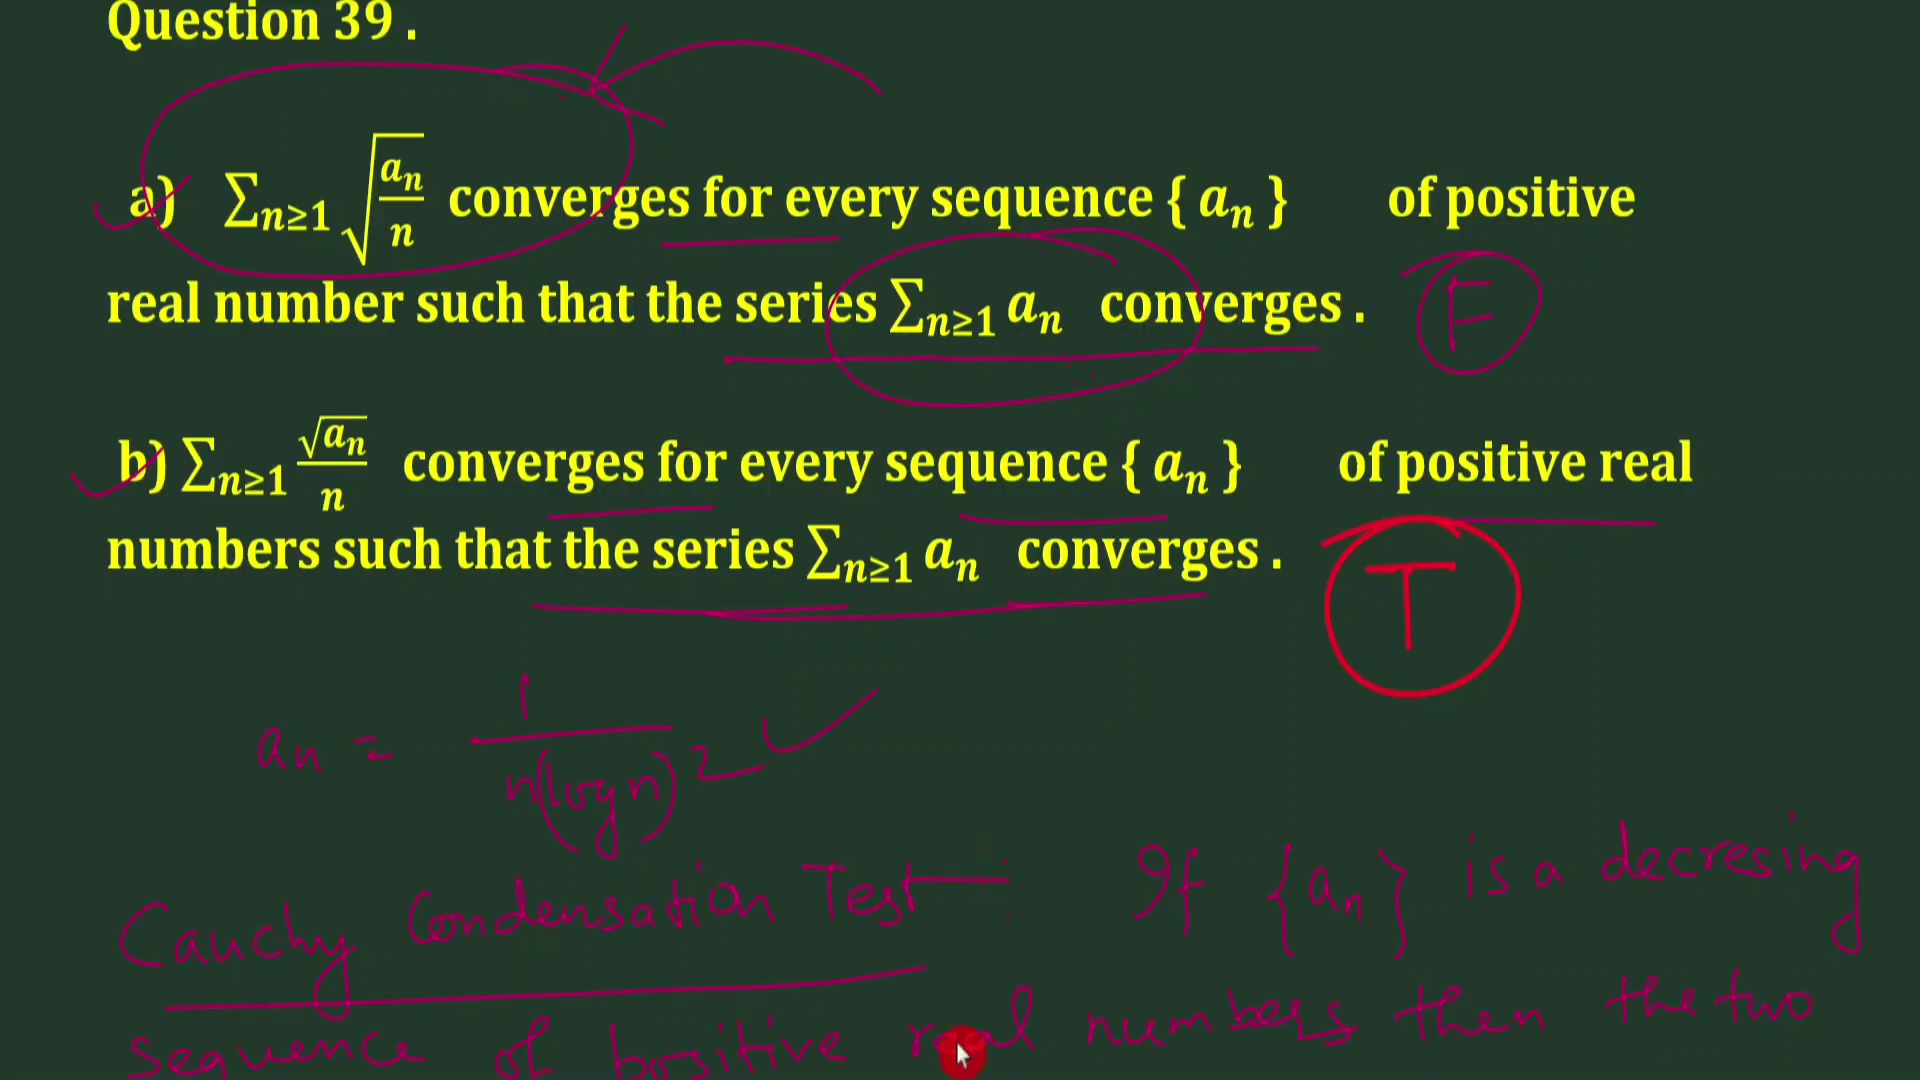 Question 39 .
a) ∑n≥1 √(an/n) converges for every sequence { an } of positive
real number such that the series ∑n≥1 an converges . F
b) ∑n≥1 √an/n converges for every sequence { an } of positive real
numbers such that the series ∑n≥1 an converges . T
an = 1/n(log n)2
Cauchy Condensation Test If {an} is a decresing
sequence of positive real numbers then the two